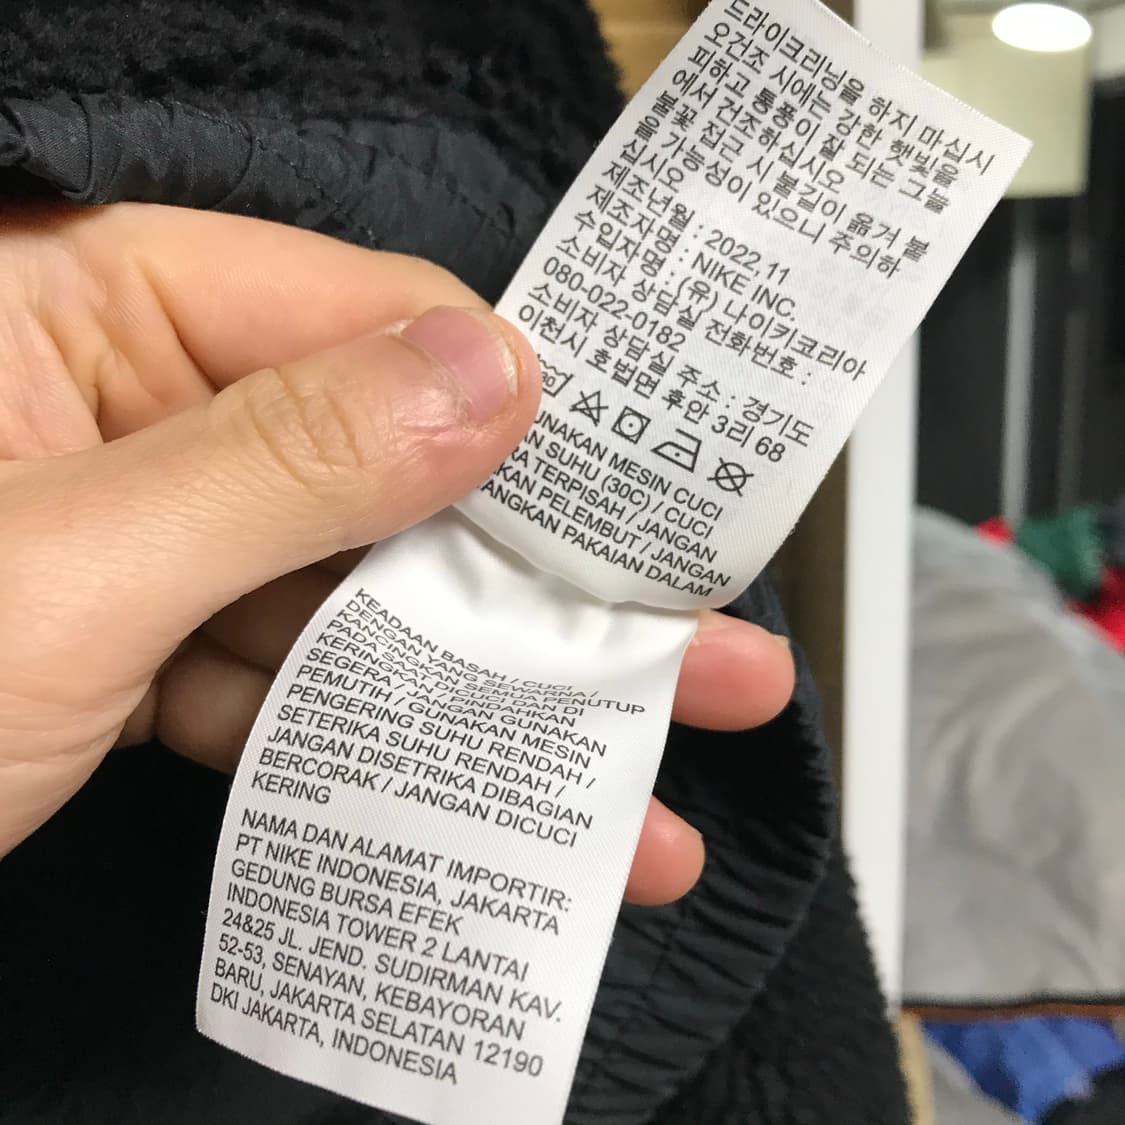 드라이크리닝을 하지 마십시
오건조 시에는 강한 햇빛을
피하고 통풍이 잘 되는 그늘
에서 건조하십시오
불꽃 접근 시 불길이 옮겨 붙
을 가능성이 있으니 주의하
십시오
제조년월 : 2022. 11
제조자명 : NIKE INC.
수입자명 : (유) 나이키코리아
소비자 상담실 전화번호 :
080-022-0182
소비자 상담실 주소 : 경기도
이천시 호법면 후안 3리 68
30
MESIN CUCI
SUHU (30C) / CUCI
TERPISAH / JANGAN
PELEMBUT / JANGAN
PAKAIAN DALAM
KEADAAN BASAH / CUCI
DENGAN WARNA /
KANCING YANG SEWARNA / TUTUP
PADA SAAT SEMUA PENUTUP
KERINGKAT DICUCI DAN DI
SEGERA / JANGAN GUNAKAN
PEMUTIH / GUNAKAN MESIN
PENGERING SUHU RENDAH /
SETERIKA SUHU RENDAH /
JANGAN DISETRIKA DIBAGIAN
BERCORAK / JANGAN DICUCI
KERING
NAMA DAN ALAMAT IMPORTIR:
PT NIKE INDONESIA, JAKARTA
GEDUNG BURSA EFEK
INDONESIA TOWER 2 LANTAI
24&25 JL. JEND. SUDIRMAN KAV.
52-53, SENAYAN, KEBAYORAN
BARU, JAKARTA SELATAN 12190
DKI JAKARTA, INDONESIA